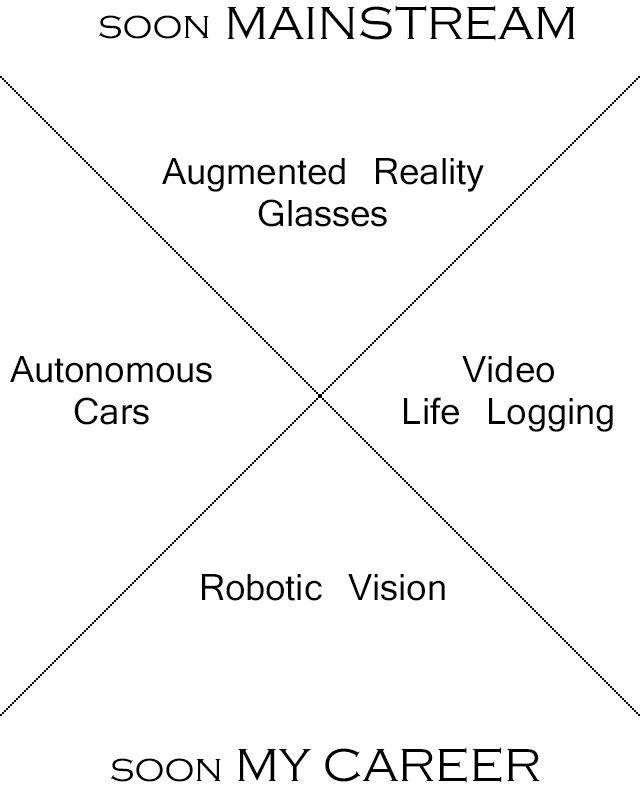 SOON MAINSTREAM
Augmented Reality
Glasses
Autonomous
Cars
Video
Life Logging
Robotic Vision
SOON MY CAREER